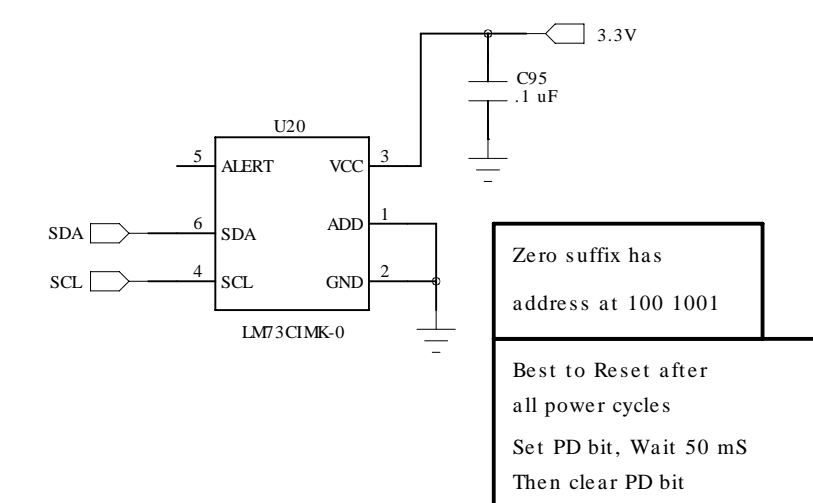 3.3V
C95
.1 uF
U20
5 ALERT VCC 3
SDA 6 SDA ADD 1
SCL 4 SCL GND 2
LM73CIMK-0
Zero suffix has
address at 100 1001
Best to Reset after
all power cycles
Set PD bit, Wait 50 mS
Then clear PD bit